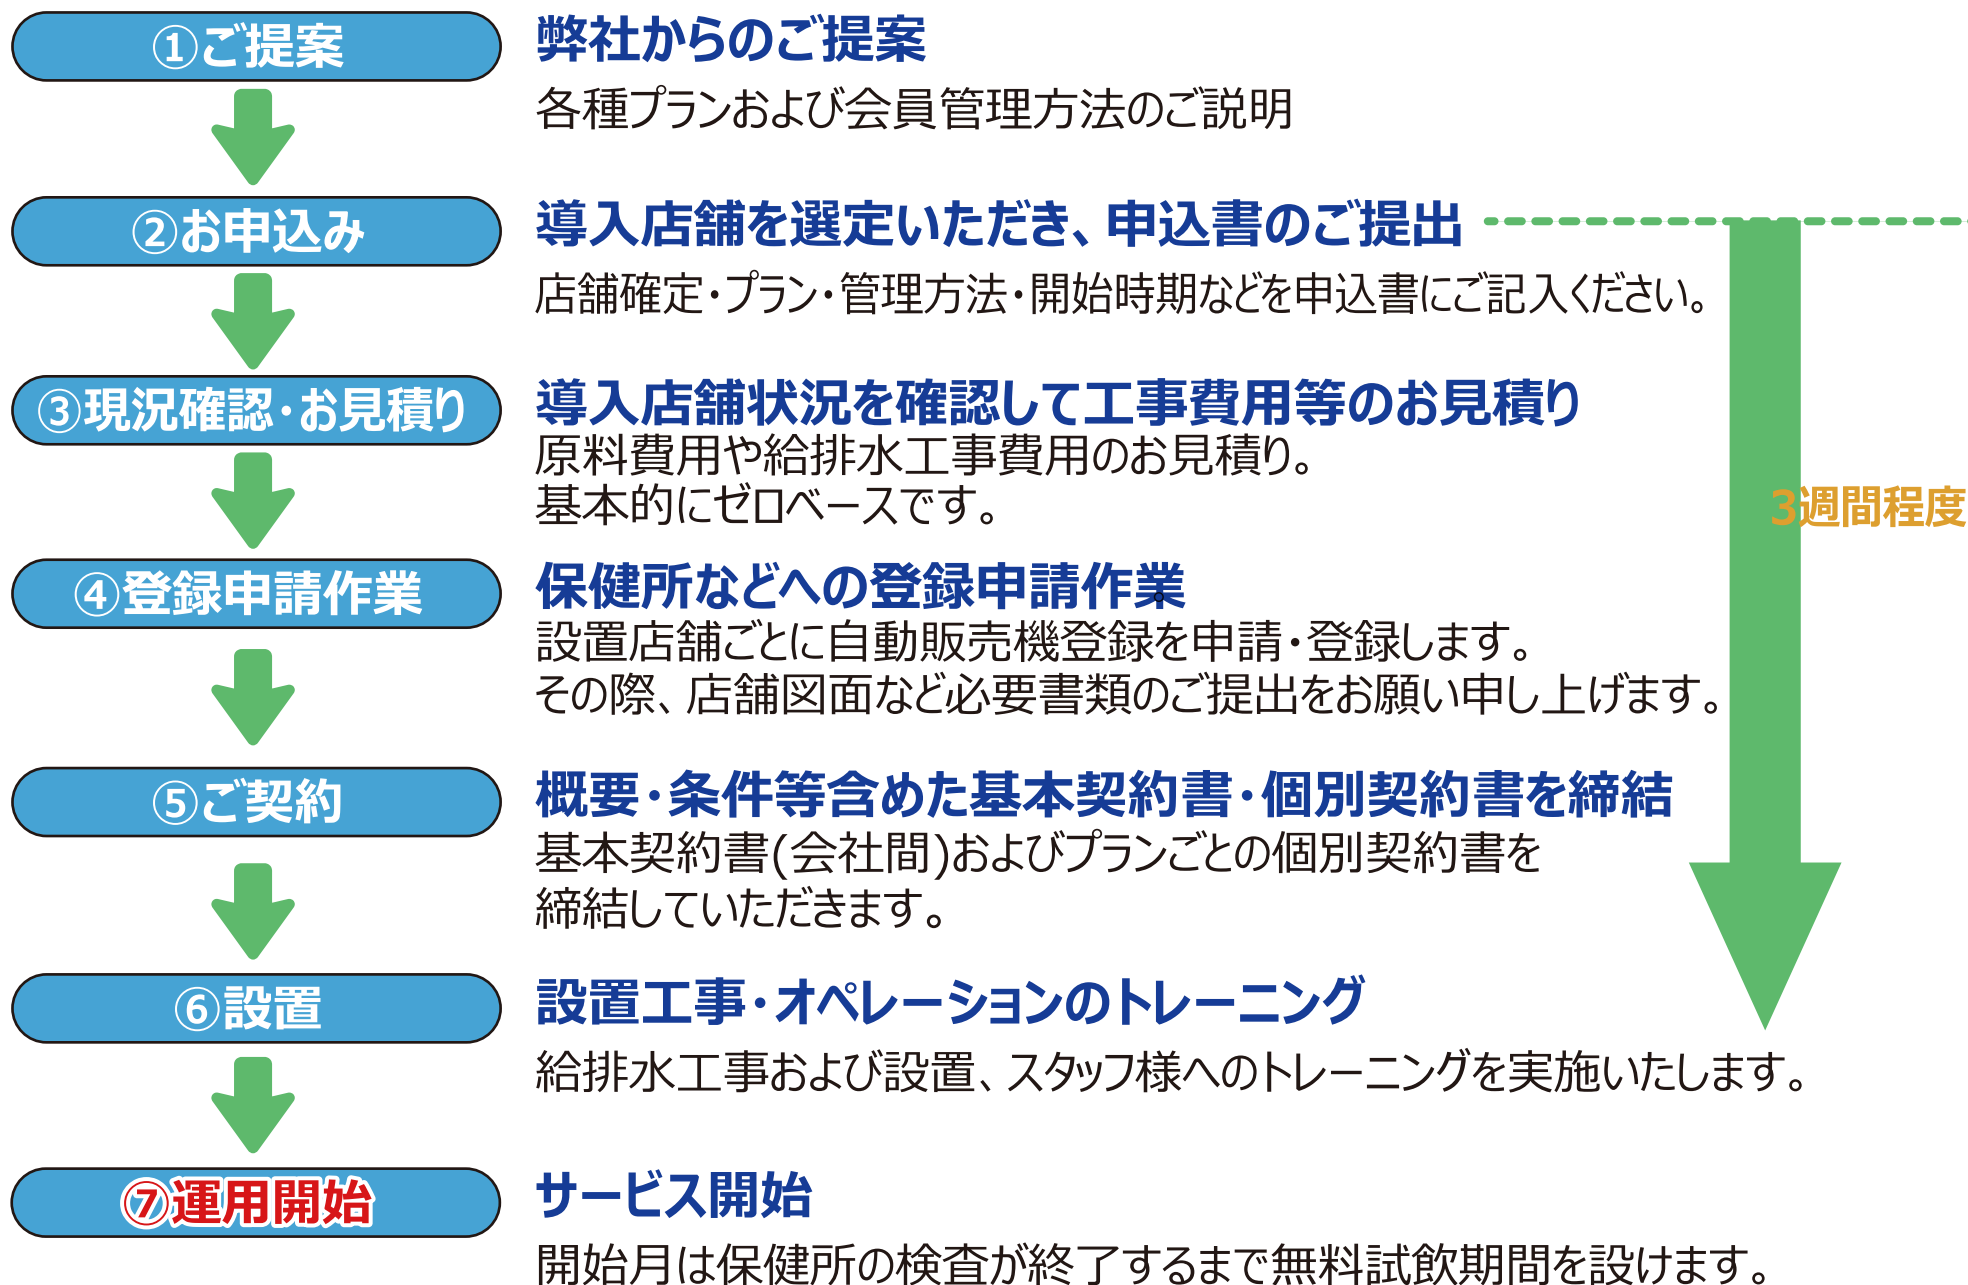 ①ご提案
弊社からのご提案
各種プランおよび会員管理方法のご説明
②お申込み
導入店舗を選定いただき、申込書のご提出
店舗確定・プラン・管理方法・開始時期などを申込書にご記入ください。
③現況確認・お見積り
導入店舗状況を確認して工事費用等のお見積り
原料費用や給排水工事費用のお見積り。
基本的にゼロベースです。
3週間程度
④登録申請作業
保健所などへの登録申請作業
設置店舗ごとに自動販売機登録を申請・登録します。
その際、店舗図面など必要書類のご提出をお願い申し上げます。
⑤ご契約
概要・条件等含めた基本契約書・個別契約書を締結
基本契約書(会社間)およびプランごとの個別契約書を
締結していただきます。
⑥設置
設置工事・オペレーションのトレーニング
給排水工事および設置、スタッフ様へのトレーニングを実施いたします。
⑦運用開始
サービス開始
開始月は保健所の検査が終了するまで無料試飲期間を設けます。